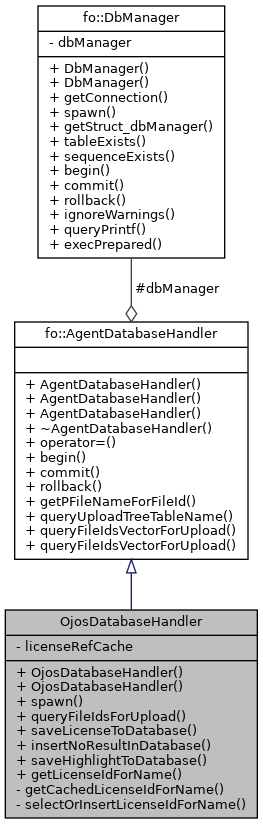 fo::DbManager
- dbManager
+ DbManager()
+ DbManager()
+ getConnection()
+ spawn()
+ getStruct_dbManager()
+ tableExists()
+ sequenceExists()
+ begin()
+ commit()
+ rollback()
+ ignoreWarnings()
+ queryPrintf()
+ execPrepared()
#dbManager
fo::AgentDatabaseHandler
+ AgentDatabaseHandler()
+ AgentDatabaseHandler()
+ AgentDatabaseHandler()
+ ~AgentDatabaseHandler()
+ operator=()
+ begin()
+ commit()
+ rollback()
+ getPFileNameForFileId()
+ queryUploadTreeTableName()
+ queryFileIdsVectorForUpload()
+ queryFileIdsVectorForUpload()
OjosDatabaseHandler
- licenseRefCache
+ OjosDatabaseHandler()
+ OjosDatabaseHandler()
+ spawn()
+ queryFileIdsForUpload()
+ saveLicenseToDatabase()
+ insertNoResultInDatabase()
+ saveHighlightToDatabase()
+ getLicenseIdForName()
- getCachedLicenseIdForName()
- selectOrInsertLicenseIdForName()